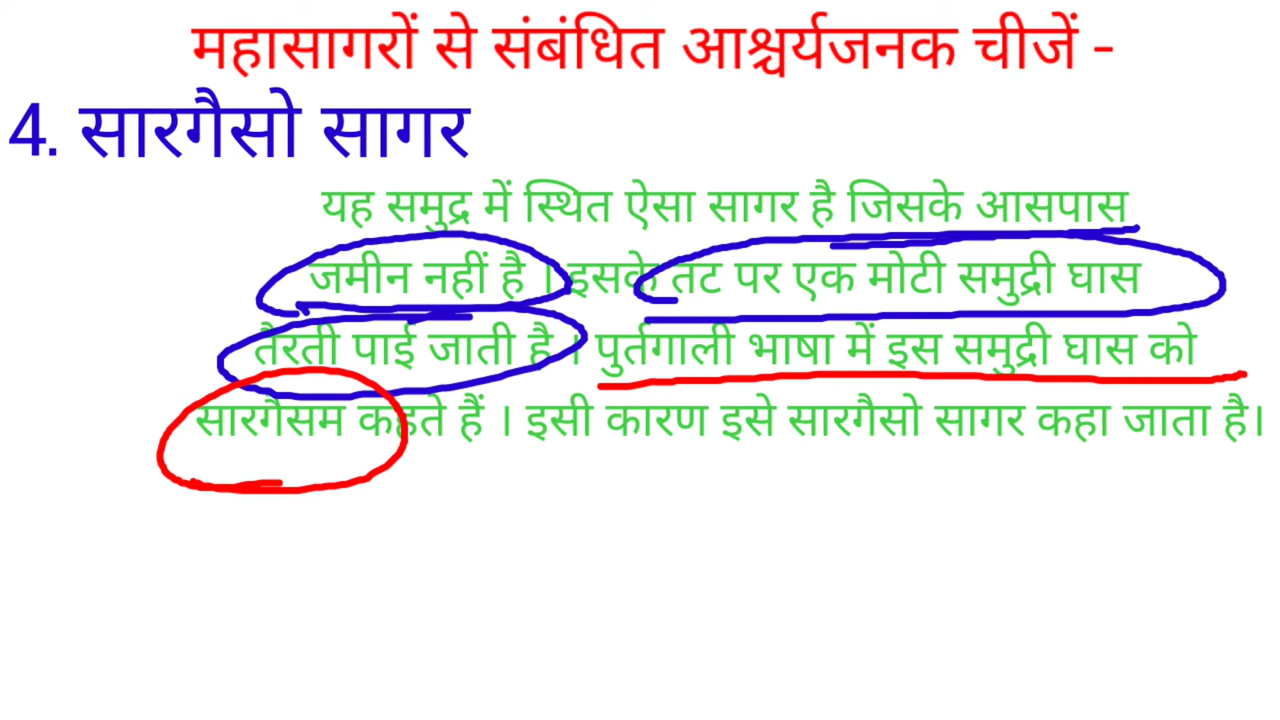 महासागरों से संबंधित आश्चर्यजनक चीजें -
4. सारगैसो सागर
यह समुद्र में स्थित ऐसा सागर है जिसके आसपास
जमीन नहीं है । इसके तट पर एक मोटी समुद्री घास
तैरती पाई जाती है । पुर्तगाली भाषा में इस समुद्री घास को
सारगैसम कहते हैं । इसी कारण इसे सारगैसो सागर कहा जाता है।